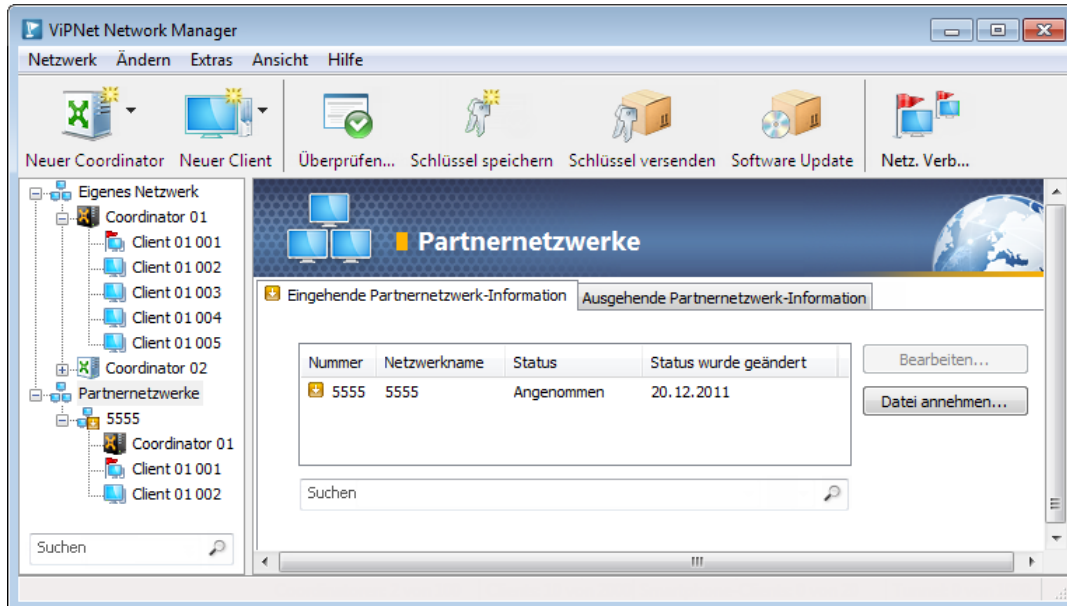 ViPNet Network Manager
Netzwerk Ändern Extras Ansicht Hilfe
Neuer Coordinator Neuer Client Überprüfen... Schlüssel speichern Schlüssel versenden Software Update Netz. Verb...
Eigenes Netzwerk
Coordinator 01
Client 01 001
Client 01 002
Client 01 003
Client 01 004
Client 01 005
Coordinator 02
Partnernetzwerke
5555
Coordinator 01
Client 01 001
Client 01 002
Suchen
Partnernetzwerke
Eingehende Partnernetzwerk-Information Ausgehende Partnernetzwerk-Information
Nummer Netzwerkname Status Status wurde geändert
5555 5555 Angenommen 20.12.2011
Bearbeiten...
Datei annehmen...
Suchen